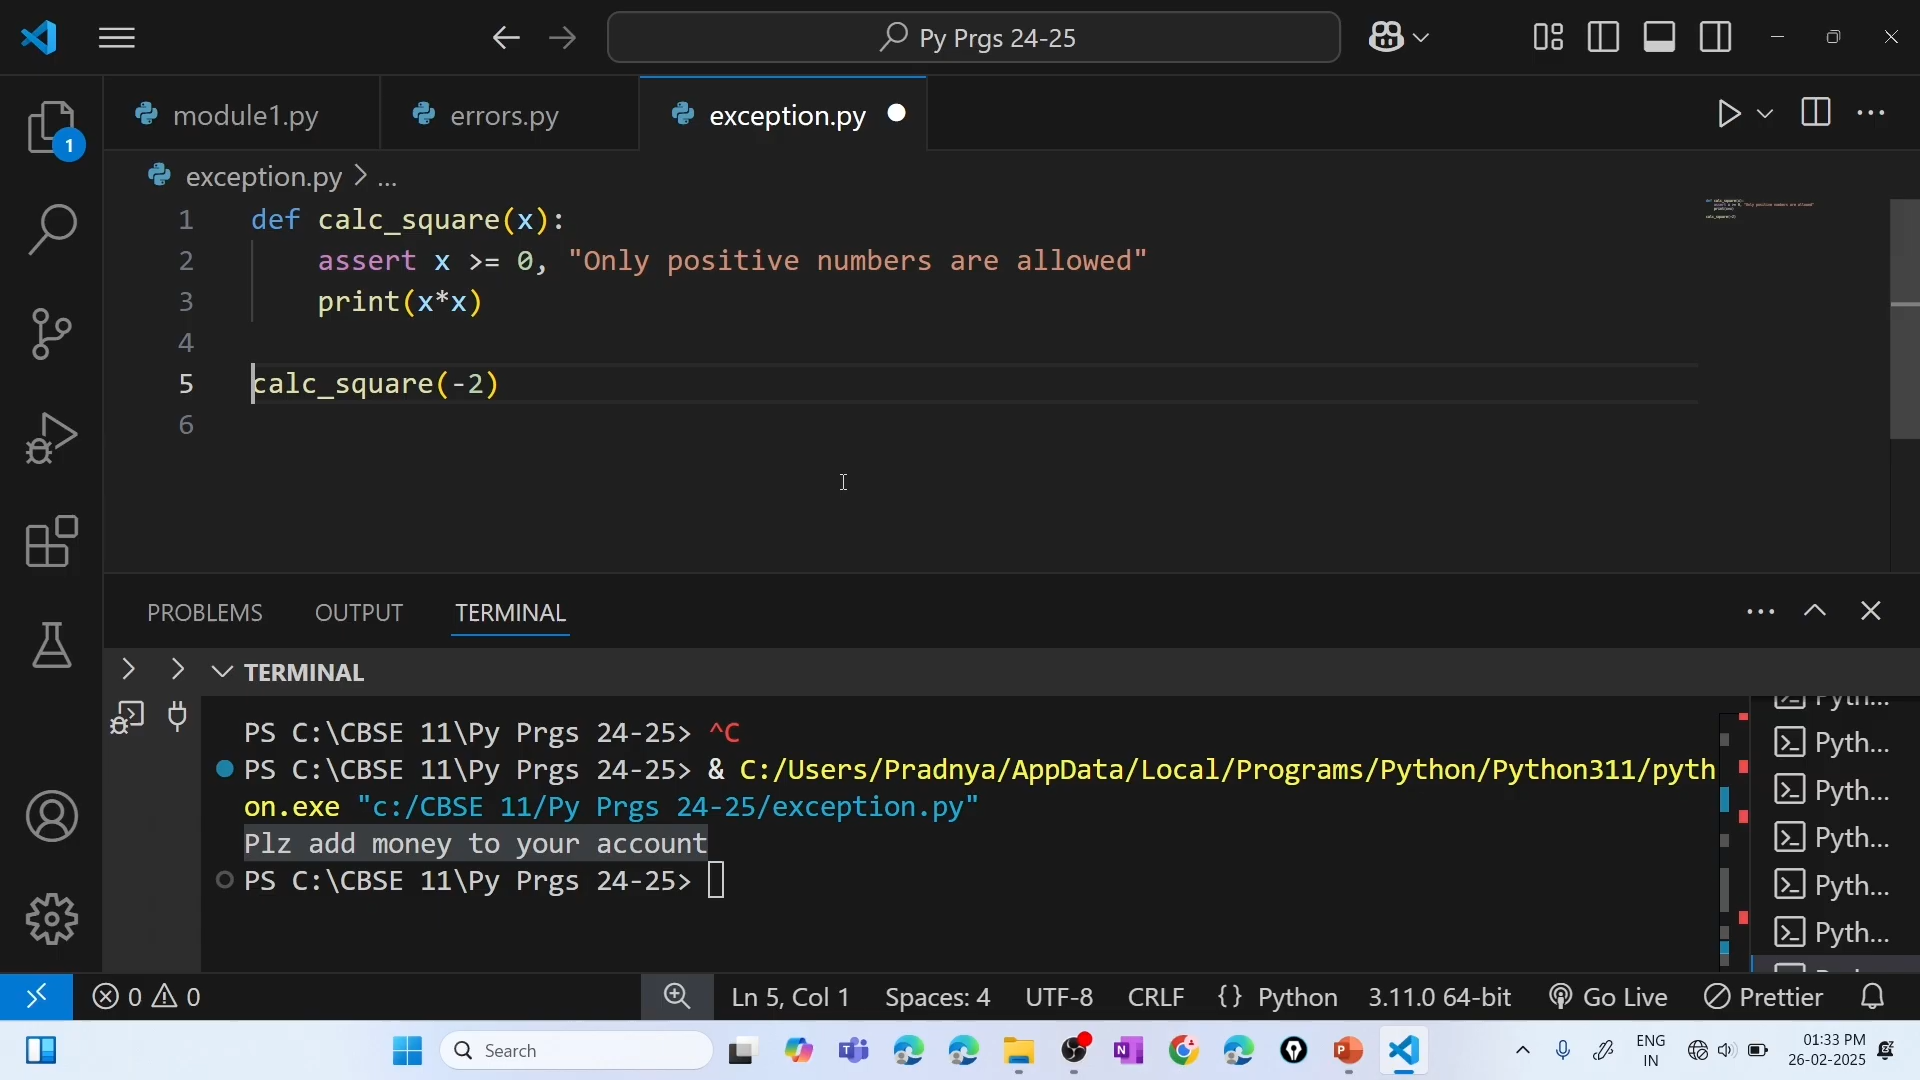 Py Prgs 24-25
module1.py
errors.py
exception.py
1
exception.py > ...
1 def calc_square(x):
2 assert x >= 0, "Only positive numbers are allowed"
3 print(x*x)
4
5 calc_square(-2)
6
PROBLEMS OUTPUT TERMINAL
TERMINAL
PS C:\CBSE 11\Py Prgs 24-25> ^C
PS C:\CBSE 11\Py Prgs 24-25> & C:/Users/Pradnya/AppData/Local/Programs/Python/Python311/pyth
on.exe "c:/CBSE 11/Py Prgs 24-25/exception.py"
Plz add money to your account
PS C:\CBSE 11\Py Prgs 24-25>
Pyth...
Pyth...
Pyth...
Pyth...
Pyth...
0 0 Ln 5, Col 1 Spaces: 4 UTF-8 CRLF {} Python 3.11.0 64-bit Go Live Prettier
Search
ENG
IN
01:33 PM
26-02-2025